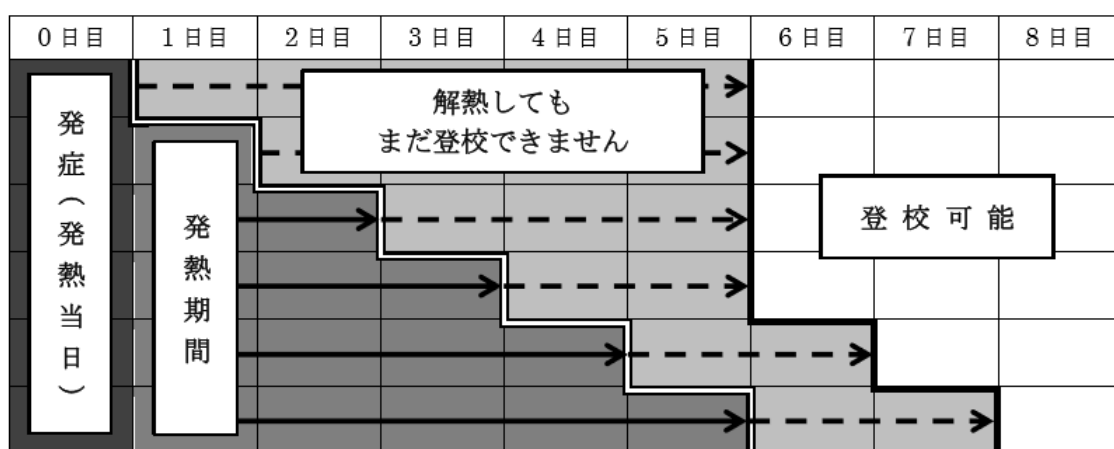 0日目 1日目 2日目 3日目 4日目 5日目 6日目 7日目 8日目
発症(発熱当日)
発熱期間
解熱しても
まだ登校できません
登校可能